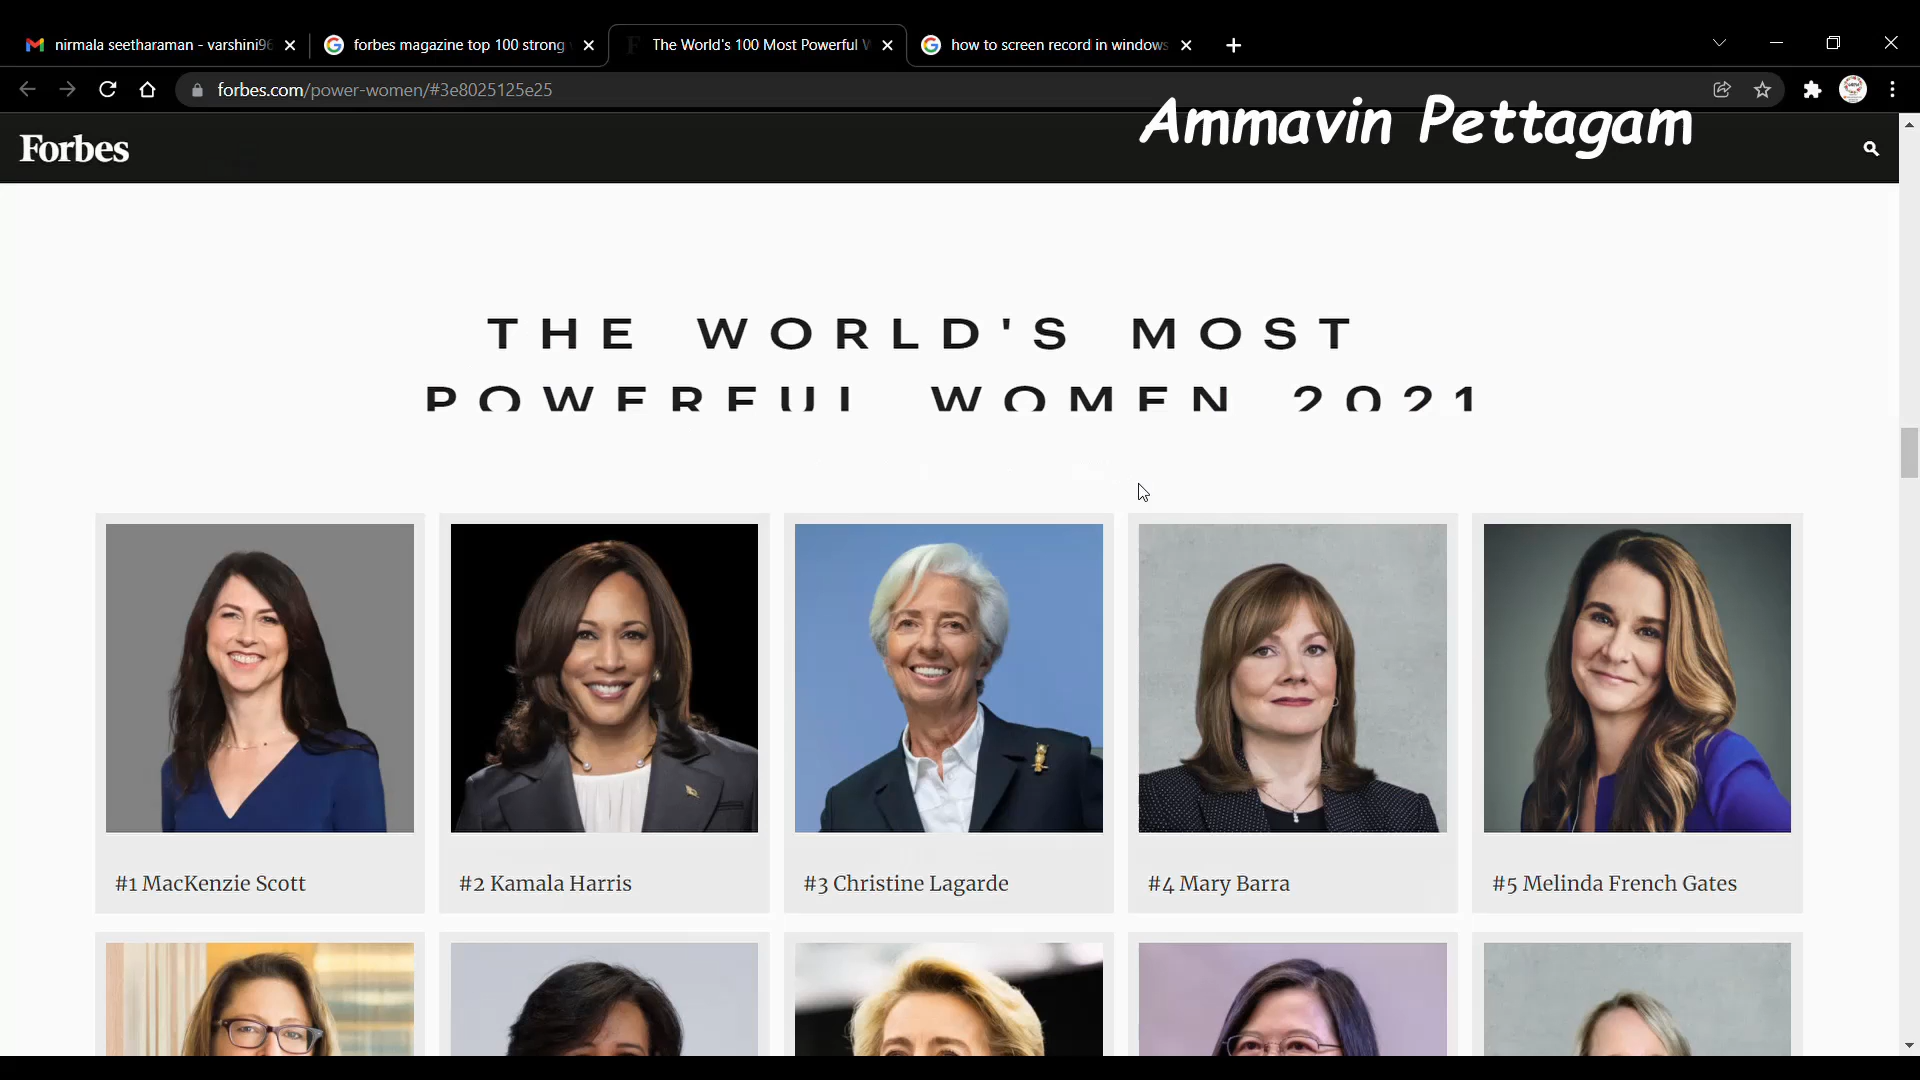 nirmala seetharaman - varshini96
forbes magazine top 100 strong
The World's 100 Most Powerful W
how to screen record in windows
forbes.com/power-women/#3e8025125e25
Ammavin Pettagam
Forbes
THE WORLD'S MOST
POWERFUL WOMEN 2021
#1 MacKenzie Scott
#2 Kamala Harris
#3 Christine Lagarde
#4 Mary Barra
#5 Melinda French Gates